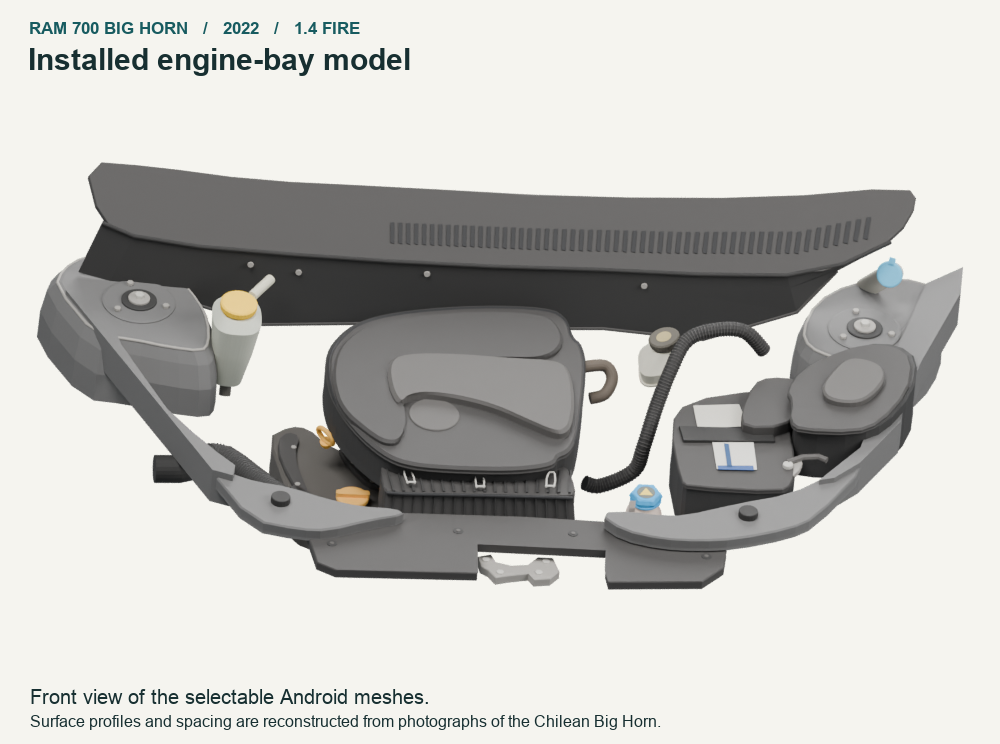 RAM 700 BIG HORN / 2022 / 1.4 FIRE
Installed engine-bay model
Front view of the selectable Android meshes.
Surface profiles and spacing are reconstructed from photographs of the Chilean Big Horn.